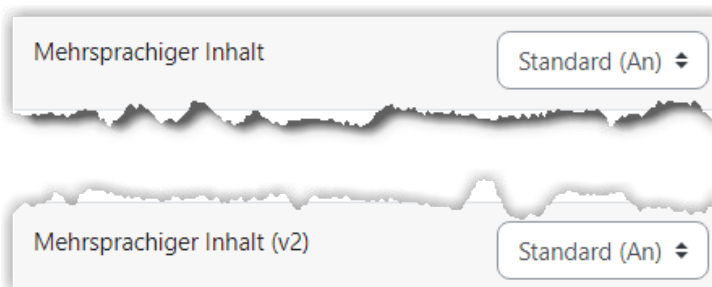 Mehrsprachiger Inhalt Standard (An)
Mehrsprachiger Inhalt (v2) Standard (An)